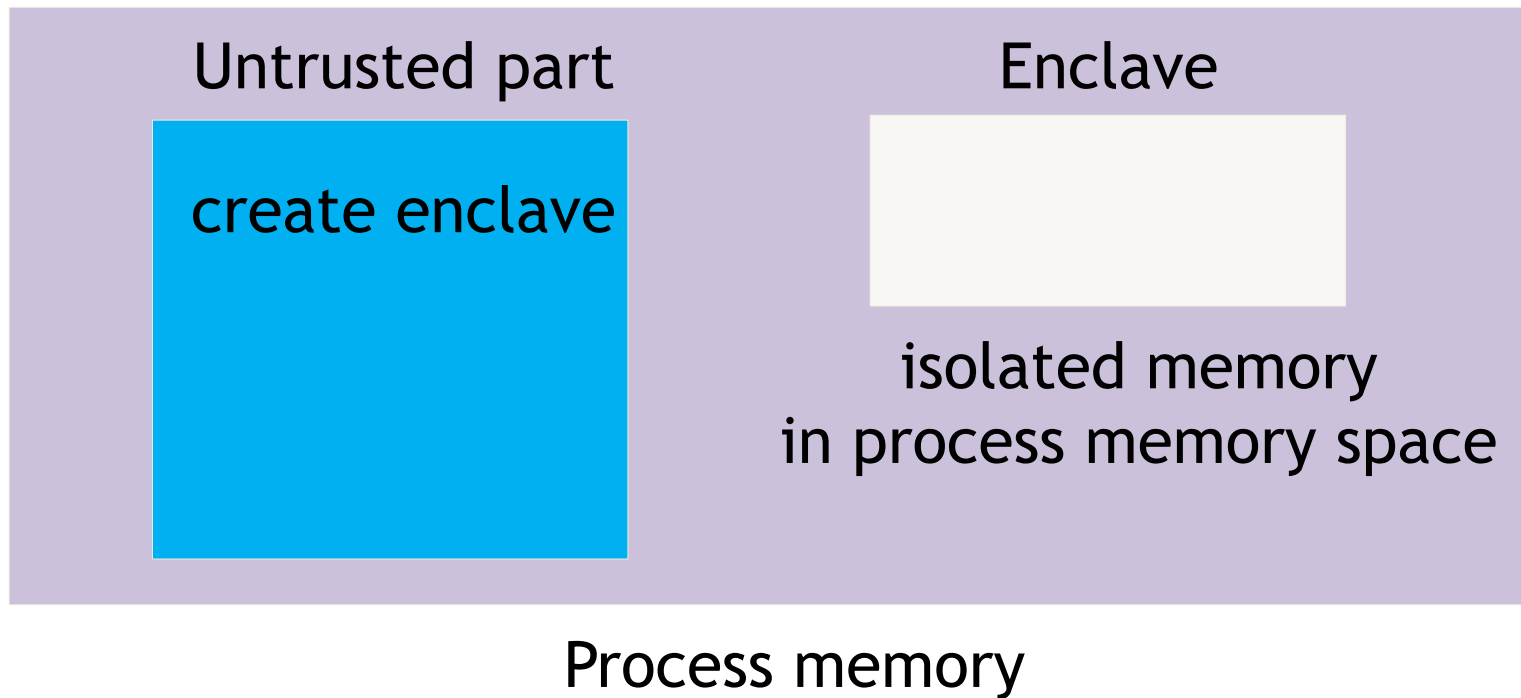 Untrusted part
Enclave
create enclave
isolated memory
in process memory space
Process memory